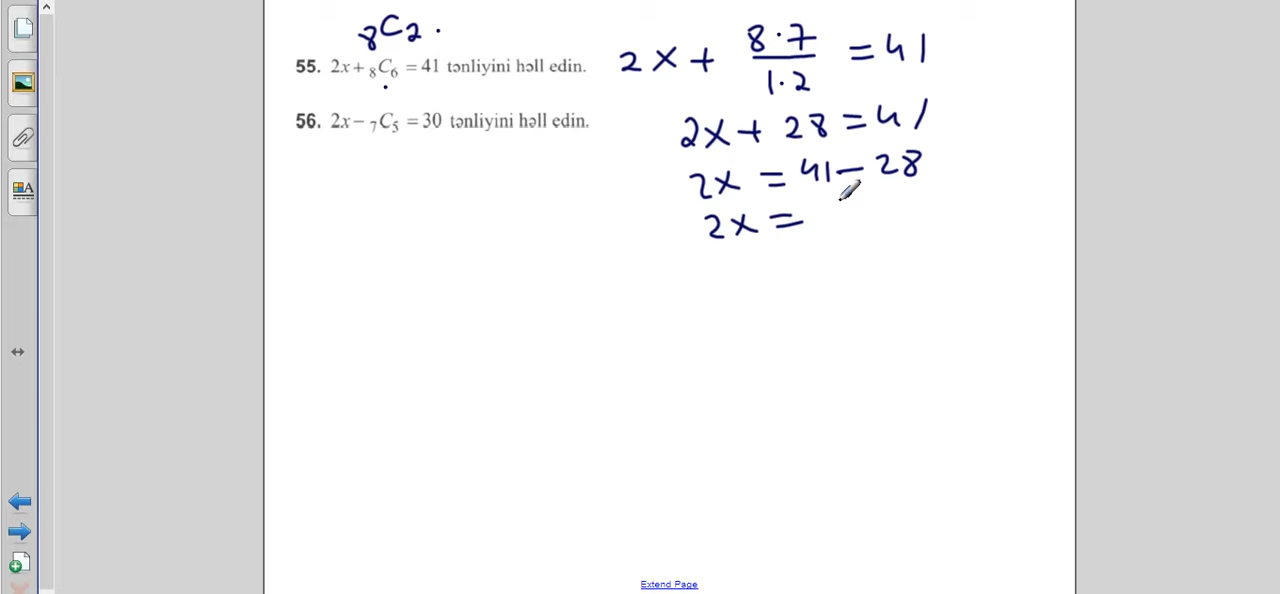 ₈C₂ .
55. 2x + ₈C₆ = 41 tənliyini həll edin.
56. 2x − ₇C₅ = 30 tənliyini həll edin.
2x + 8·7/1·2 = 41
2x + 28 = 41
2x = 41 − 28
2x =
Extend Page